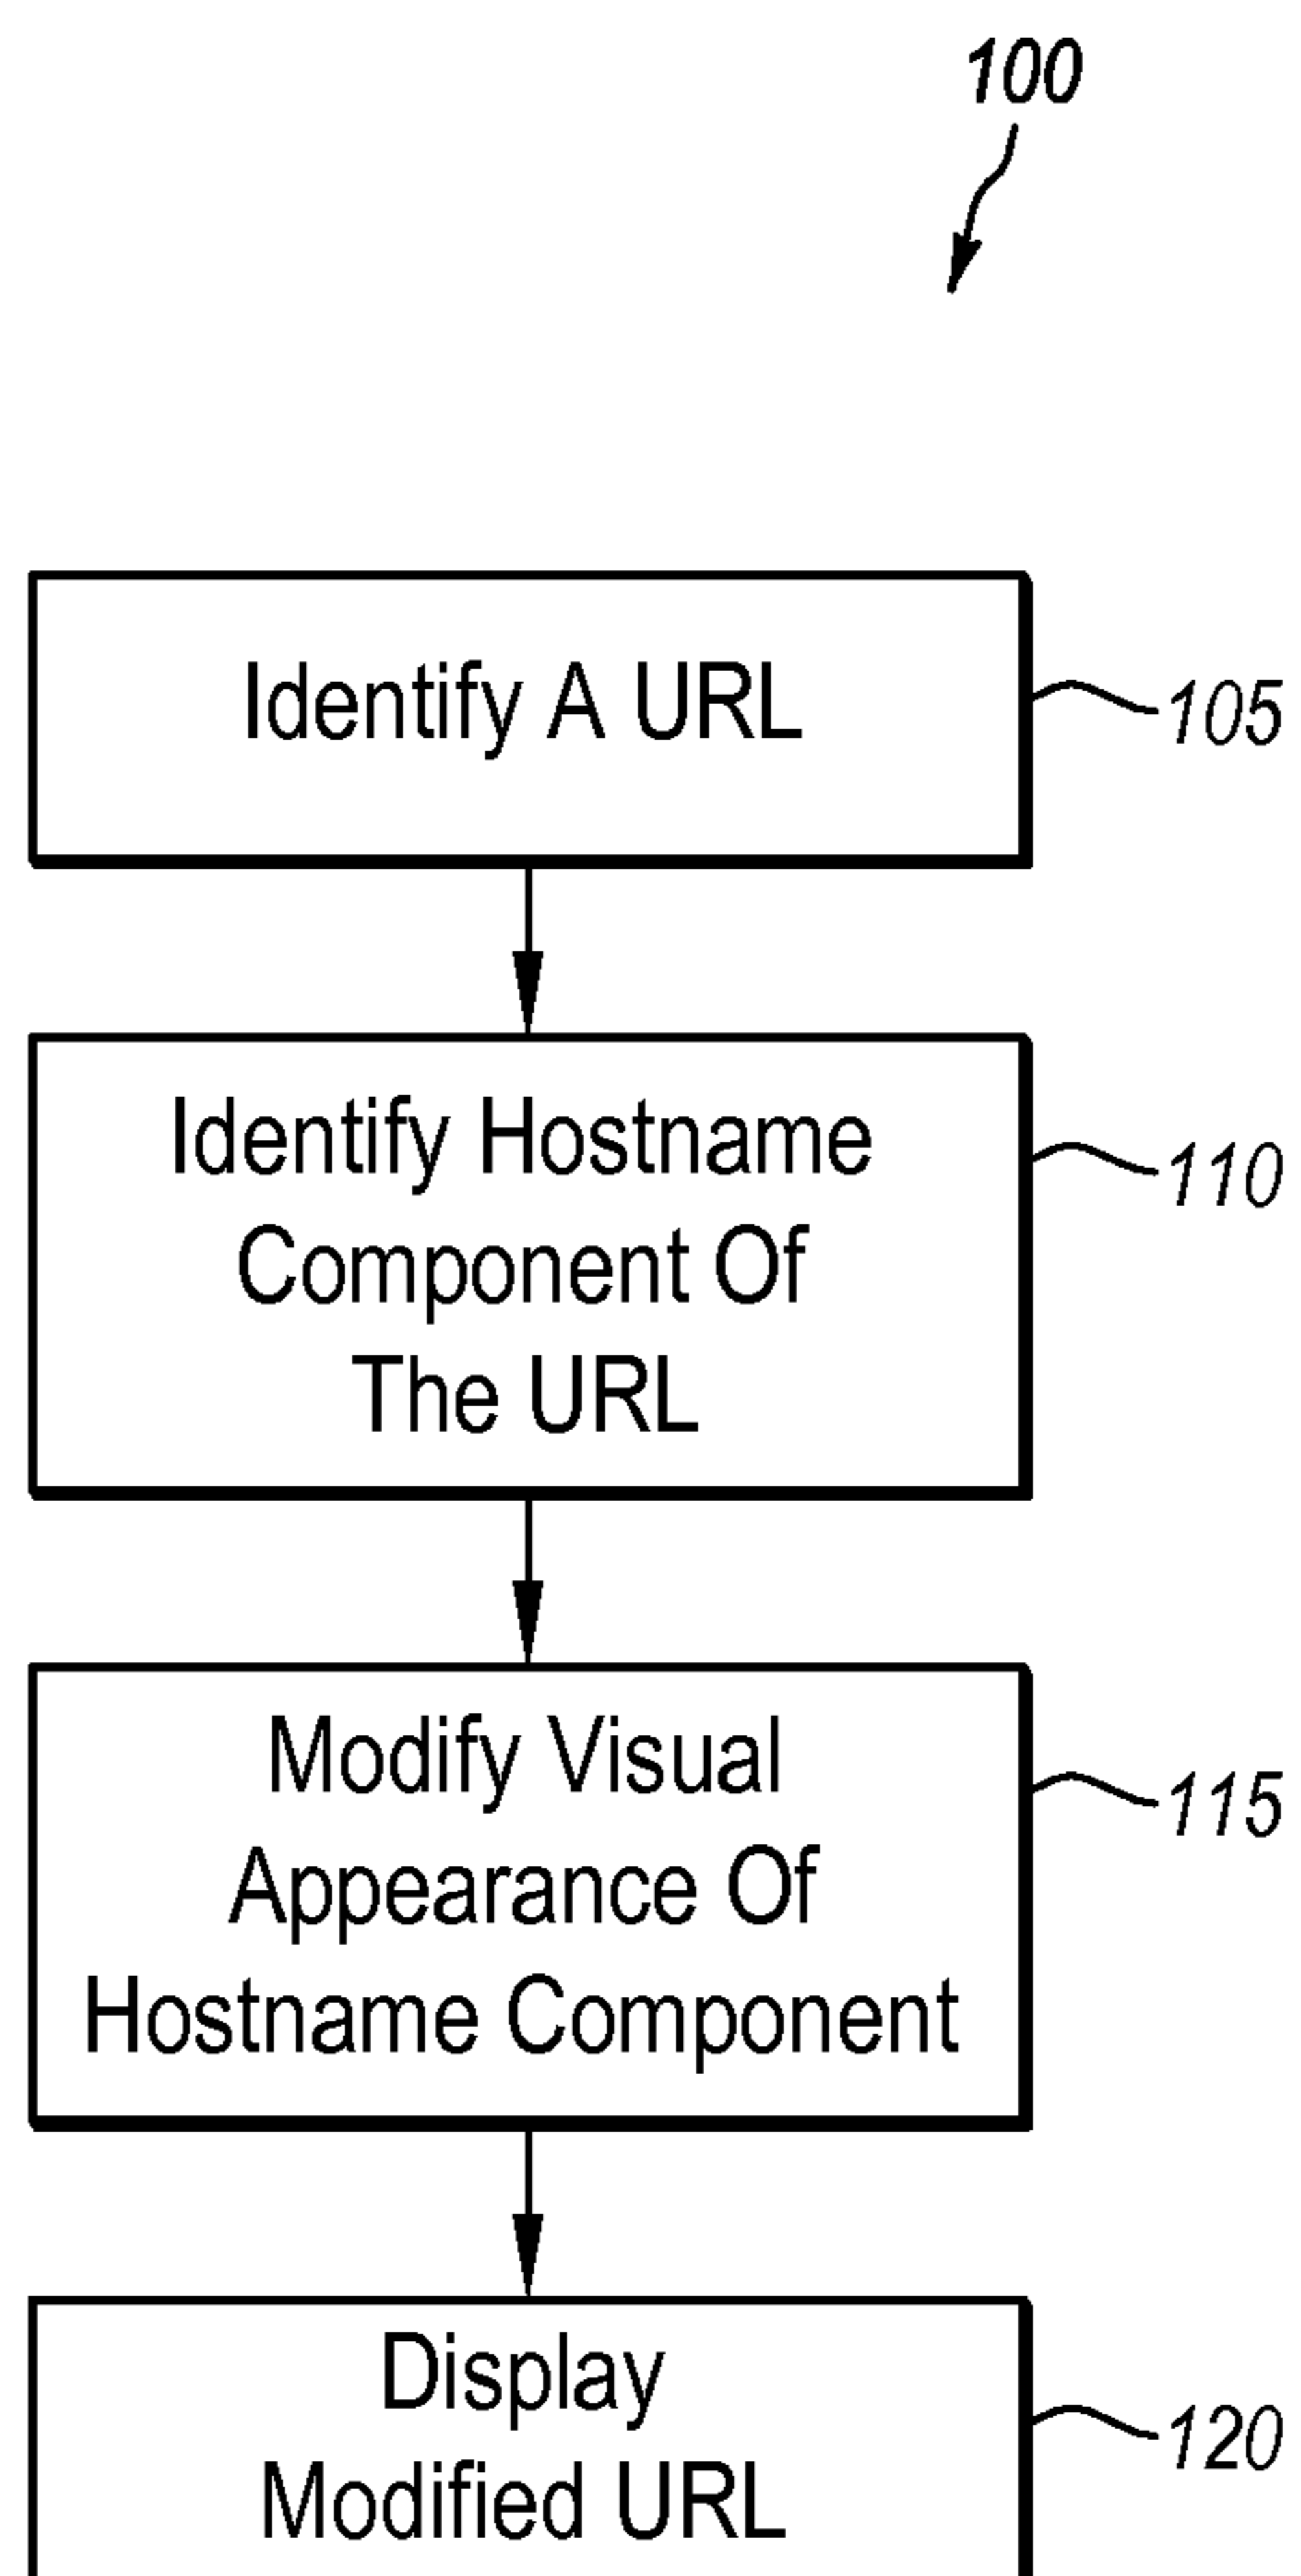 100
Identify A URL
105
Identify Hostname
Component Of
The URL
110
Modify Visual
Appearance Of
Hostname Component
115
Display
Modified URL
120